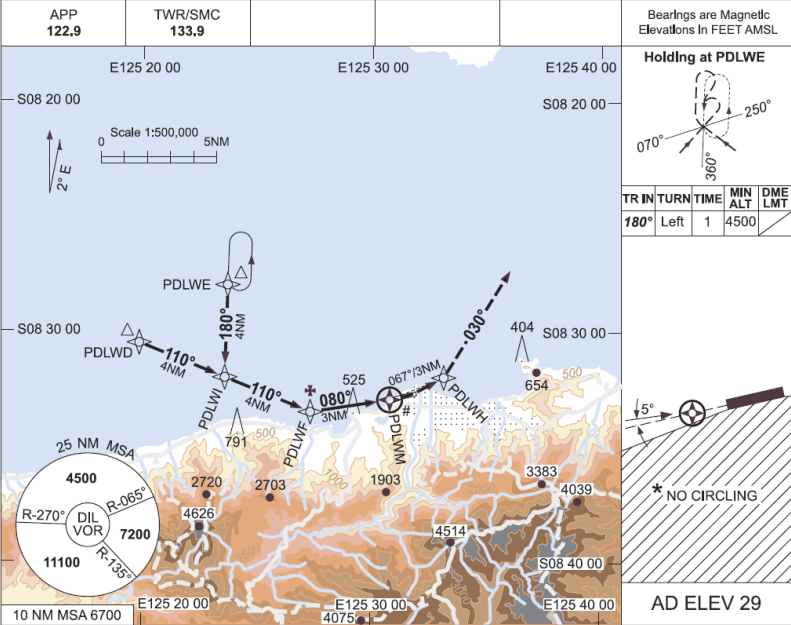 APP
122.9
TWR/SMC
133.9
Bearings are Magnetic
Elevations in FEET AMSL
E125 20 00
E125 30 00
E125 40 00
S08 20 00
S08 20 00
Scale 1:500,000
0
5NM
2° E
PDLWE
180°
4NM
S08 30 00
PDLWD
110°
4NM
PDLWI
110°
4NM
PDLWF
080°
3NM
525
067°/3NM
#
PDLWM
PDLWH
030°
404
S08 30 00
500
654
791
500
1000
25 NM MSA
4500
R-065°
R-270°
DIL
VOR
7200
11100
R-135°
10 NM MSA 6700
2720
2703
1903
3383
4039
4626
4514
S08 40 00
E125 20 00
E125 30 00
E125 40 00
4075
Holding at PDLWE
250°
070°
360°
TR IN TURN TIME MIN ALT DME LMT
180° Left 1 4500
5°
* NO CIRCLING
AD ELEV 29